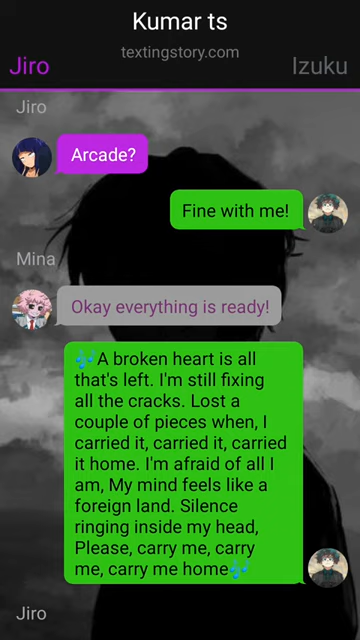 Kumar ts
textingstory.com
Jiro
Izuku
Jiro
Arcade?
Fine with me!
Mina
Okay everything is ready!
🎶A broken heart is all
that's left. I'm still fixing
all the cracks. Lost a
couple of pieces when, I
carried it, carried it, carried
it home. I'm afraid of all I
am, My mind feels like a
foreign land. Silence
ringing inside my head,
Please, carry me, carry
me, carry me home🎶
Jiro